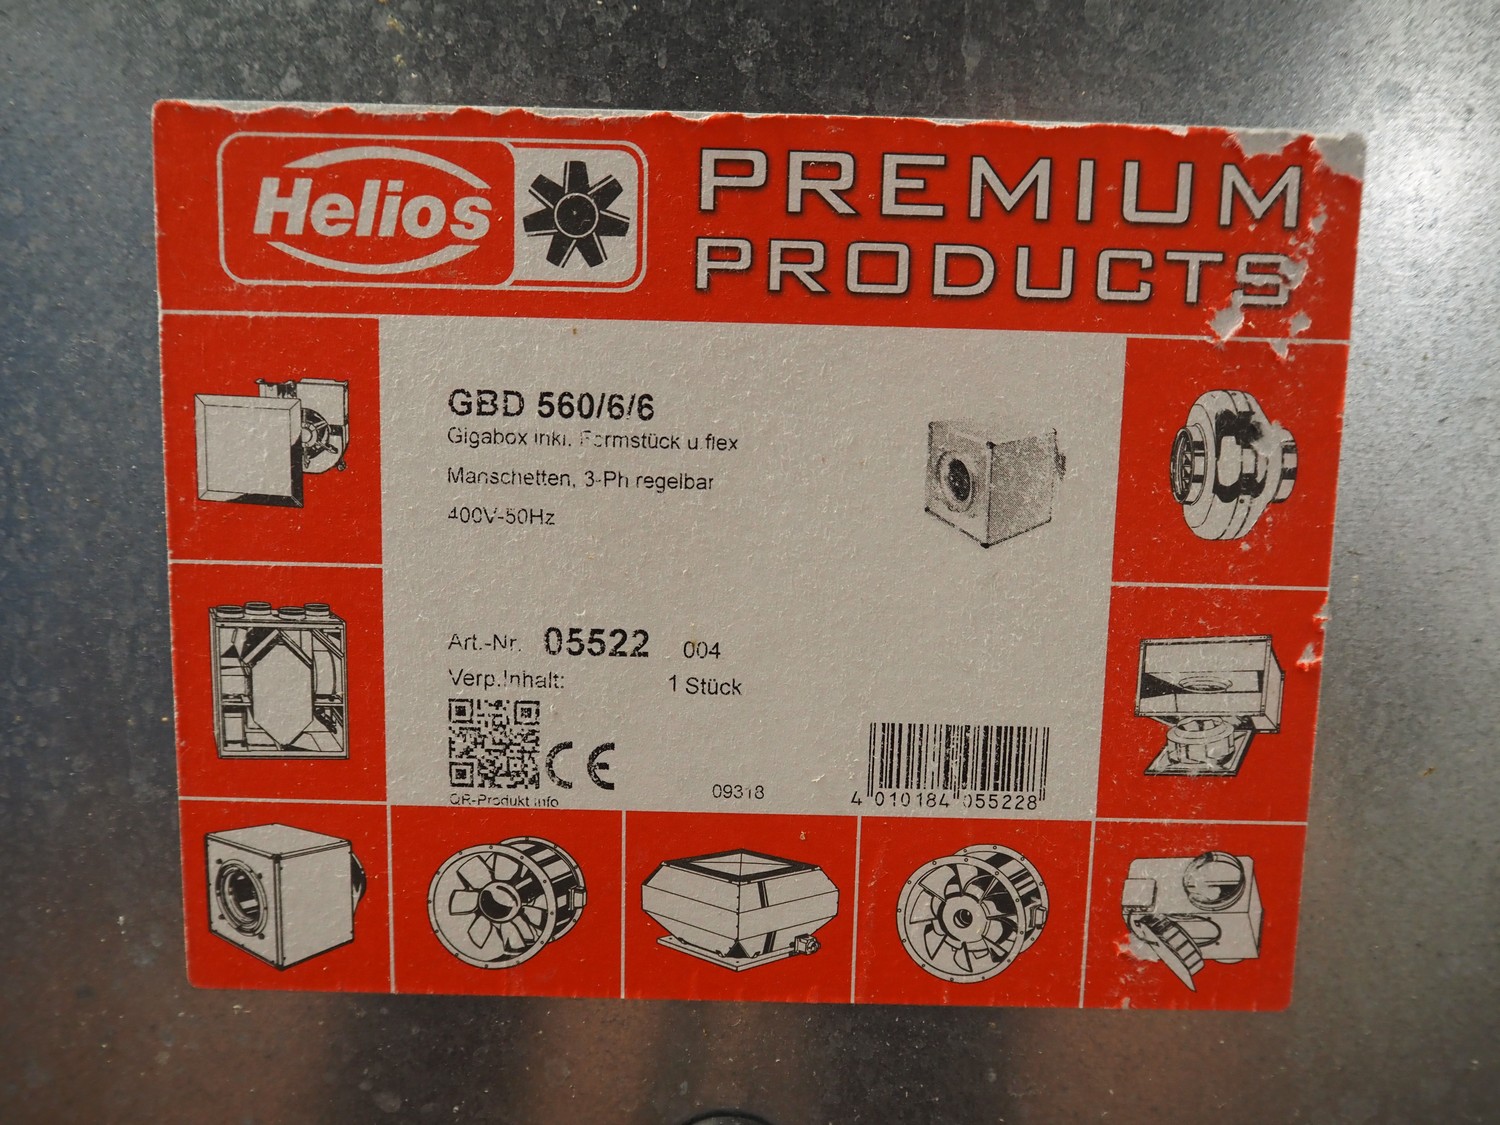 Helios
PREMIUM
PRODUCTS
GBD 560/6/6
Gigabox inkl. Formstück u.flex
Manschetten, 3-Ph regelbar
400V-50Hz
Art.-Nr. 05522 004
Verp.Inhalt: 1 Stück
CE
QR-Produkt info
09318
4 010184 055228